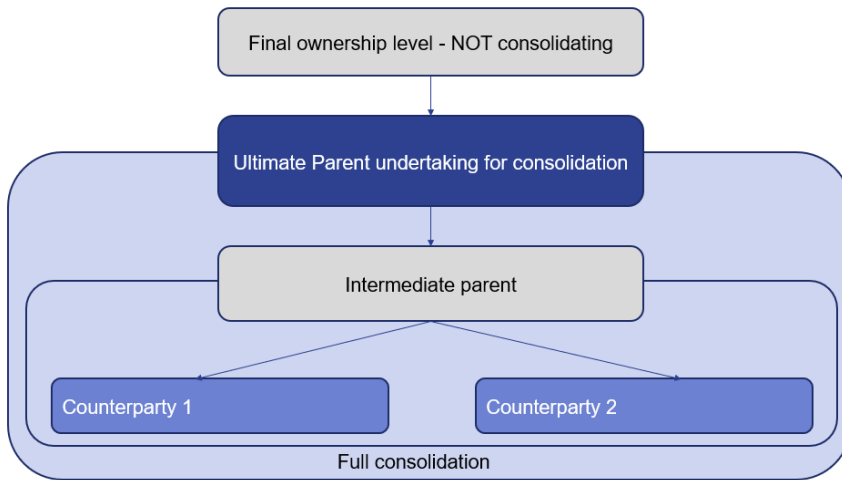 Final ownership level - NOT consolidating
Ultimate Parent undertaking for consolidation
Intermediate parent
Counterparty 1
Counterparty 2
Full consolidation